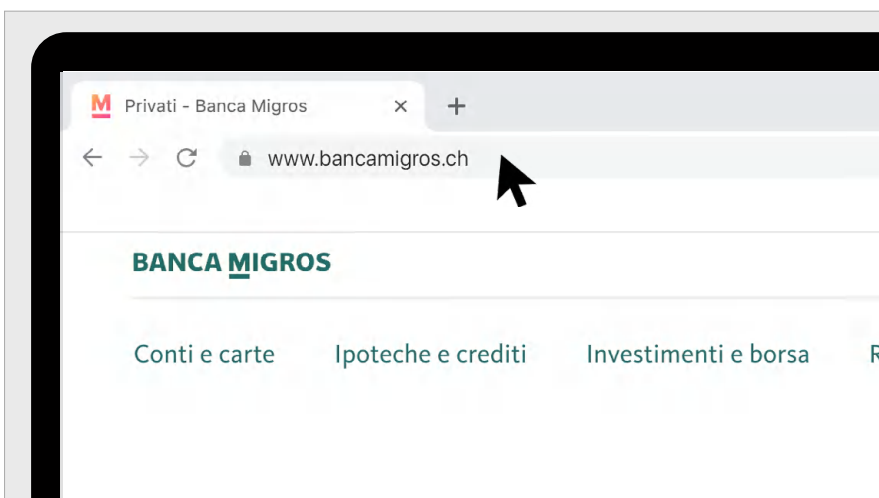 M Privati - Banca Migros
www.bancamigros.ch
BANCA MIGROS
Conti e carte Ipoteche e crediti Investimenti e borsa R